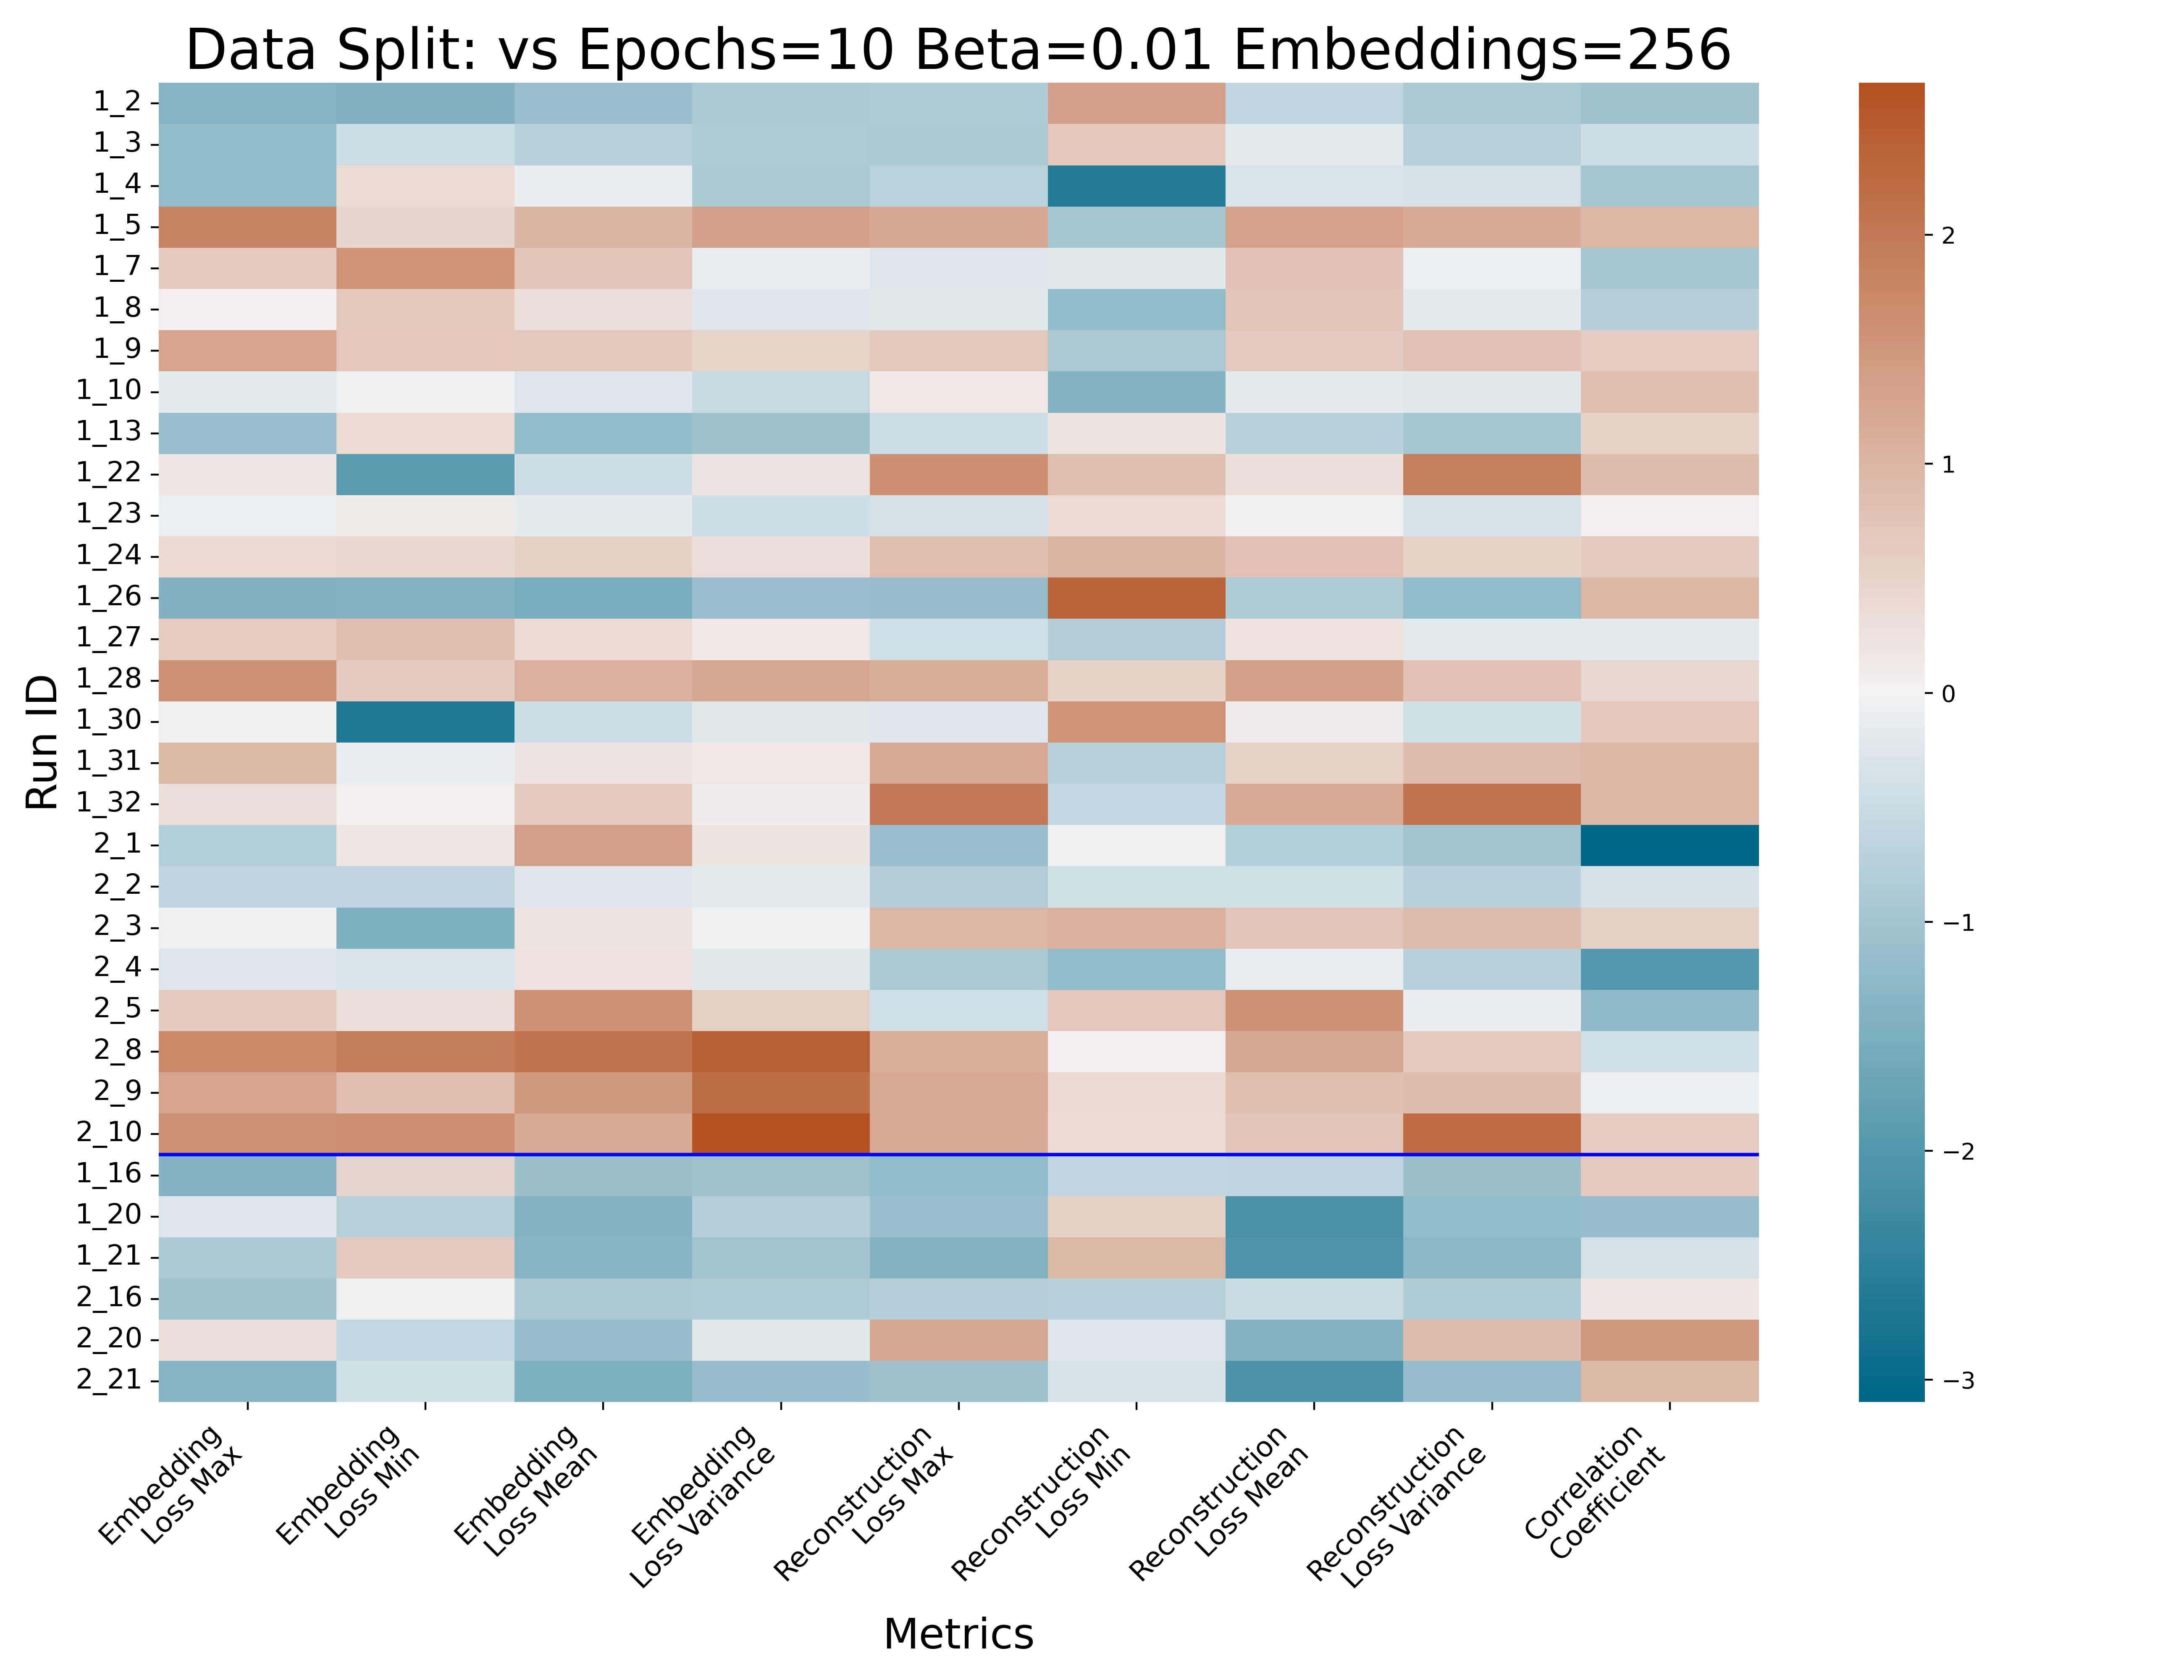 Data Split: vs Epochs=10 Beta=0.01 Embeddings=256
Run ID
1_2
1_3
1_4
1_5
1_7
1_8
1_9
1_10
1_13
1_22
1_23
1_24
1_26
1_27
1_28
1_30
1_31
1_32
2_1
2_2
2_3
2_4
2_5
2_8
2_9
2_10
1_16
1_20
1_21
2_16
2_20
2_21
2
1
0
−1
−2
−3
Embedding
Loss Max
Embedding
Loss Min
Embedding
Loss Mean
Embedding
Loss Variance
Reconstruction
Loss Max
Reconstruction
Loss Min
Reconstruction
Loss Mean
Reconstruction
Loss Variance
Correlation
Coefficient
Metrics